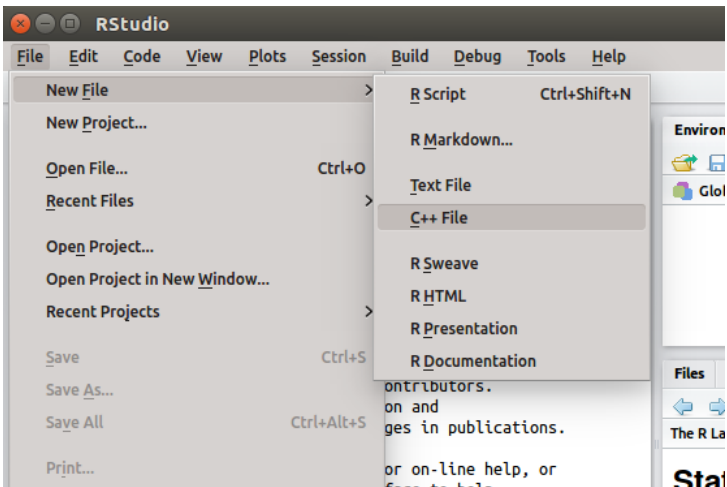 RStudio
File Edit Code View Plots Session Build Debug Tools Help
New File
New Project...
Open File... Ctrl+O
Recent Files
Open Project...
Open Project in New Window...
Recent Projects
Save Ctrl+S
Save As...
Save All Ctrl+Alt+S
Print...
R Script Ctrl+Shift+N
R Markdown...
Text File
C++ File
R Sweave
R HTML
R Presentation
R Documentation
ontributors.
on and
ges in publications.
or on-line help, or
Environ
Glo
Files
The R La
Sta